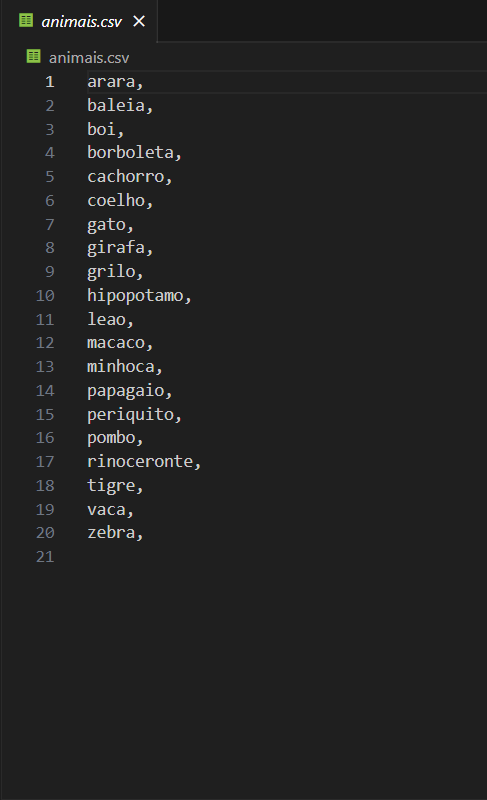 animais.csv
animais.csv
1 arara,
2 baleia,
3 boi,
4 borboleta,
5 cachorro,
6 coelho,
7 gato,
8 girafa,
9 grilo,
10 hipopotamo,
11 leao,
12 macaco,
13 minhoca,
14 papagaio,
15 periquito,
16 pombo,
17 rinoceronte,
18 tigre,
19 vaca,
20 zebra,
21